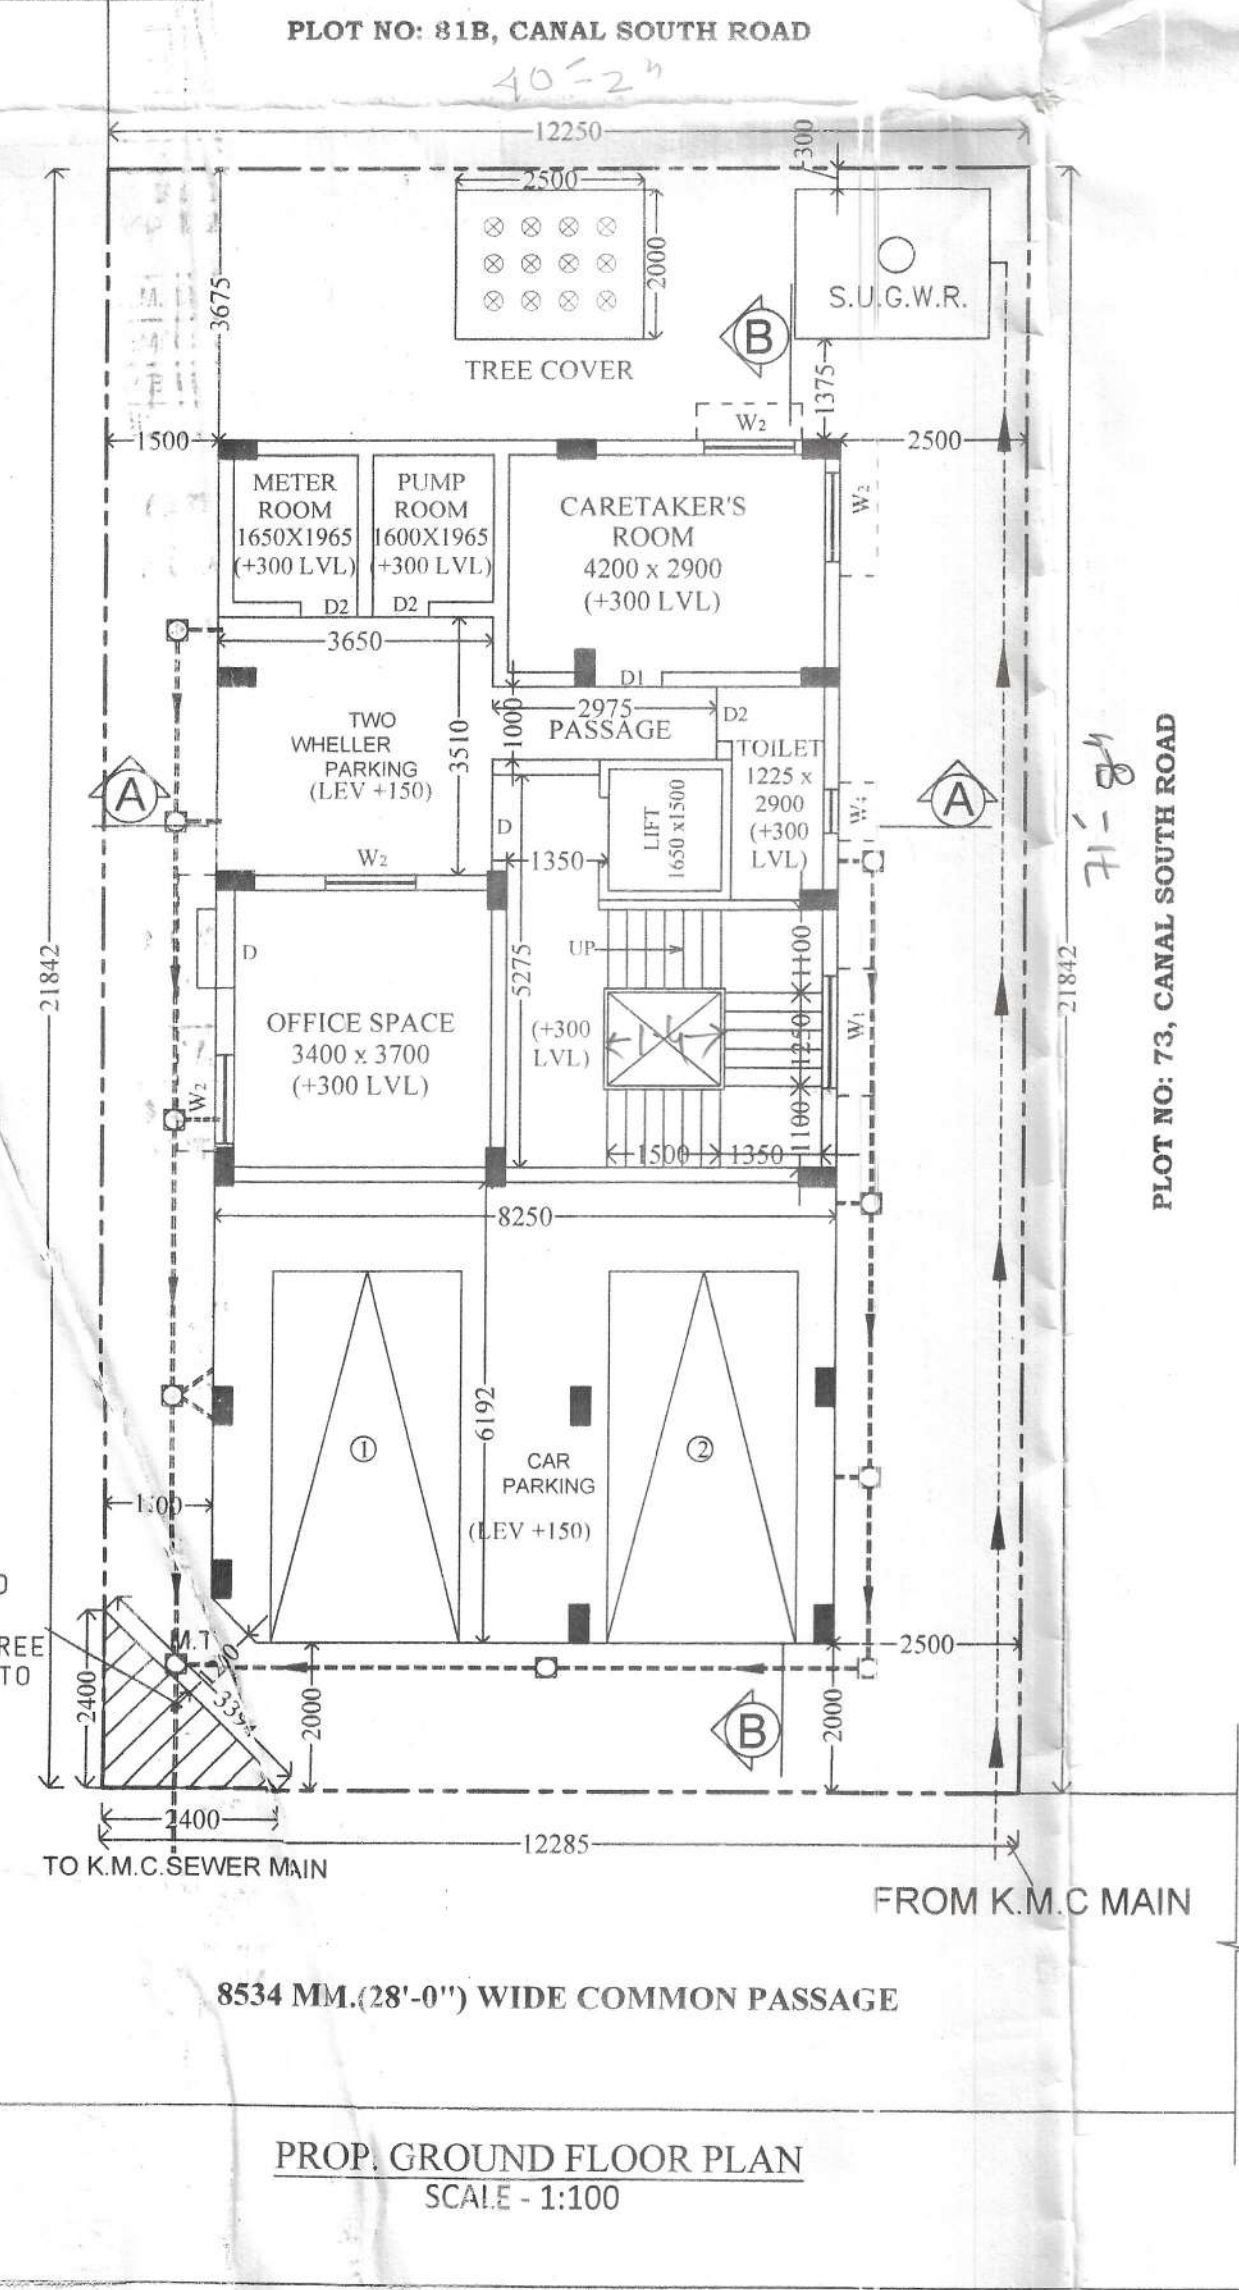 PLOT NO: 81B, CANAL SOUTH ROAD
40'-2"
12250
300
2500
2000
S.U.G.W.R.
3675
TREE COVER
B
1375
W2
1500
2500
METER
ROOM
1650X1965
(+300 LVL)
PUMP
ROOM
1600X1965
(+300 LVL)
CARETAKER'S
ROOM
4200 x 2900
(+300 LVL)
W2
D2
D2
3650
D1
2975
D2
1000
PASSAGE
TWO
WHELLER
PARKING
(LEV +150)
3510
TOILET
1225 x
2900
(+300
LVL)
LIFT
1650 x1500
A
A
D
W2
1350
71'-8"
PLOT NO: 73, CANAL SOUTH ROAD
21842
21842
D
UP
1100
5275
OFFICE SPACE
3400 x 3700
(+300 LVL)
(+300
LVL)
1250
W1
W2
1100
1500
1350
8250
6192
1
2
CAR
PARKING
(LEV +150)
REE
TO
M.T
2500
2400
3394
2000
2000
B
2400
12285
TO K.M.C.SEWER MAIN
FROM K.M.C MAIN
8534 MM.(28'-0") WIDE COMMON PASSAGE
PROP. GROUND FLOOR PLAN
SCALE - 1:100